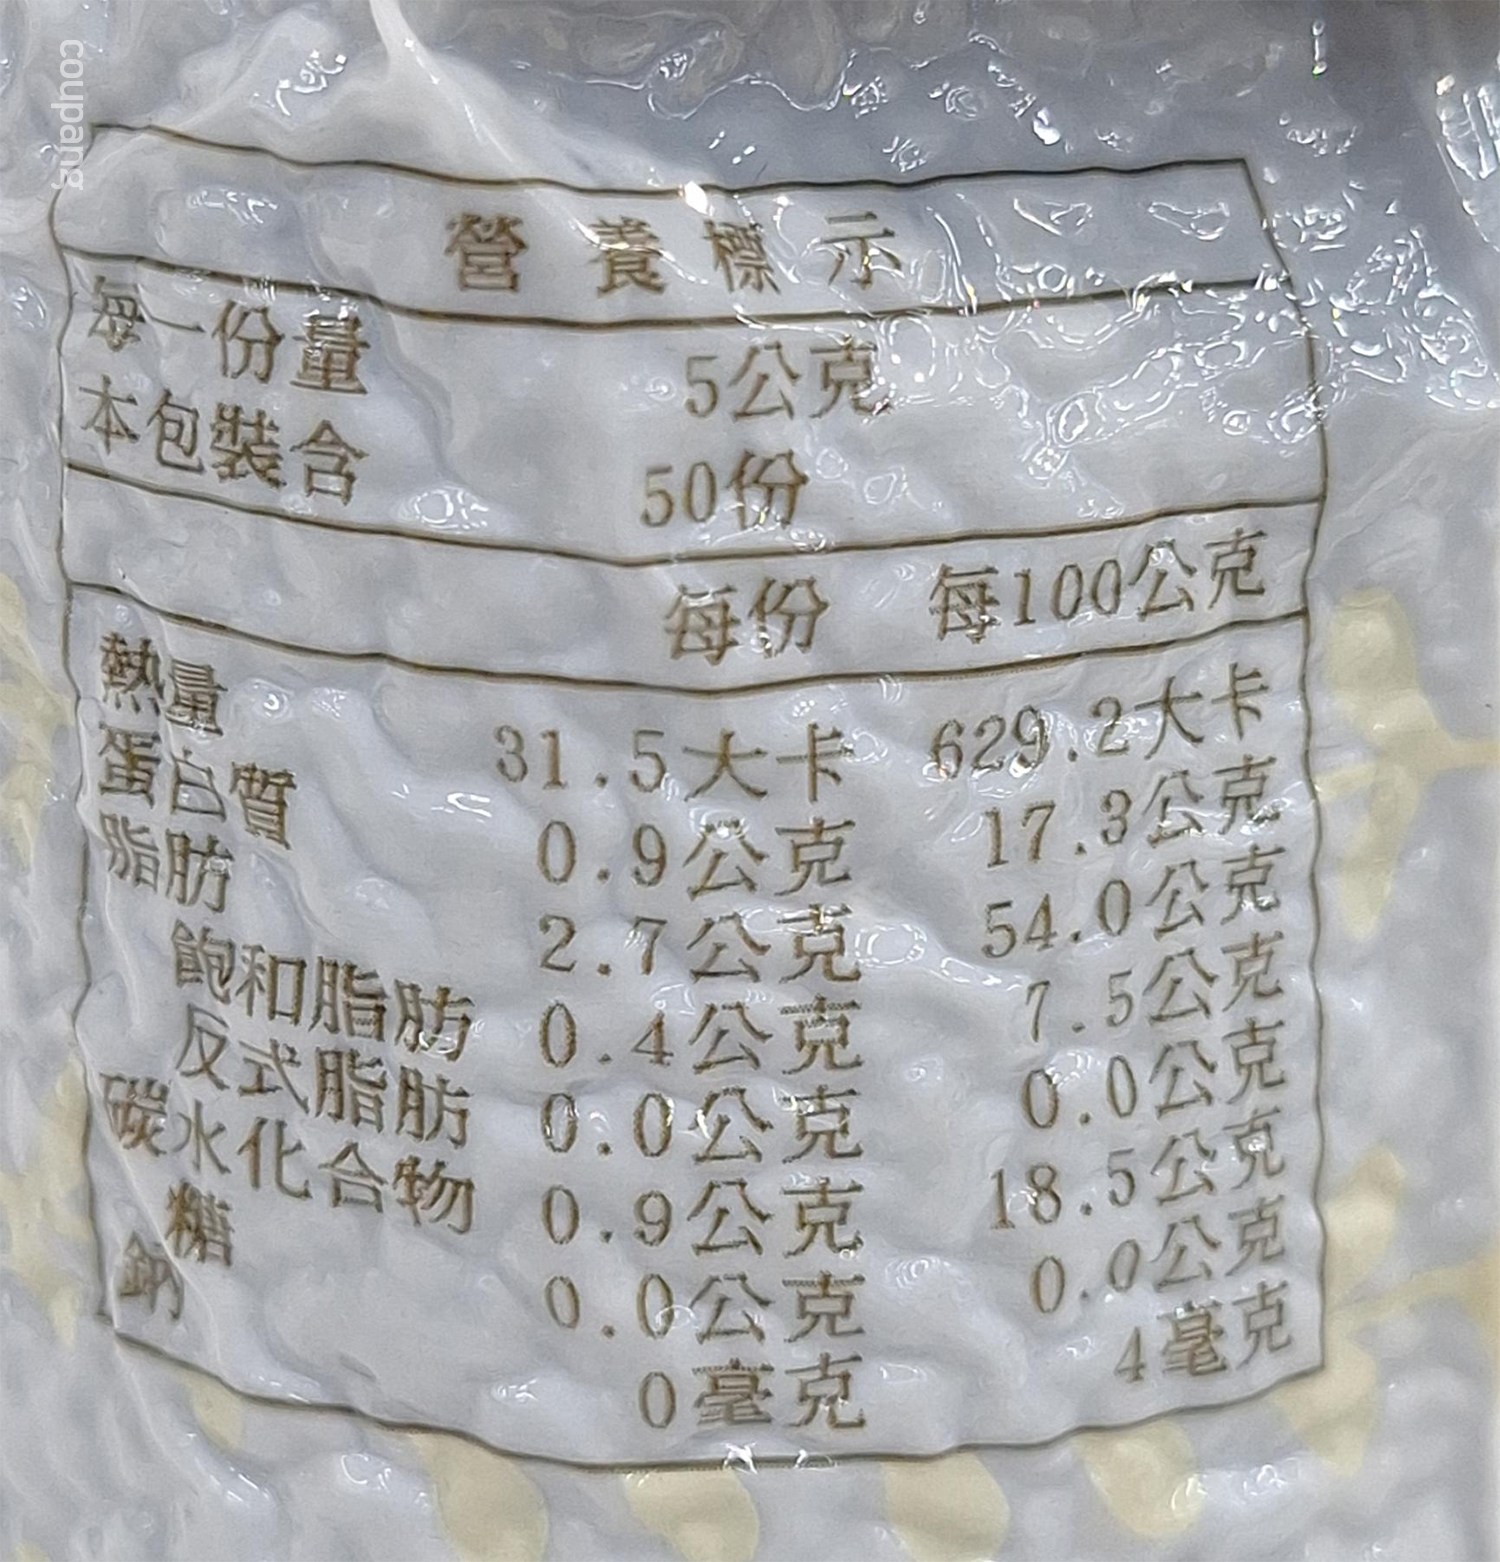 coupang
營養標示
每一份量 5公克
本包裝含 50份
每份 每100公克
熱量 31.5大卡 629.2大卡
蛋白質 0.9公克 17.3公克
脂肪 2.7公克 54.0公克
飽和脂肪 0.4公克 7.5公克
反式脂肪 0.0公克 0.0公克
碳水化合物 0.9公克 18.5公克
糖 0.0公克 0.0公克
鈉 0毫克 4毫克